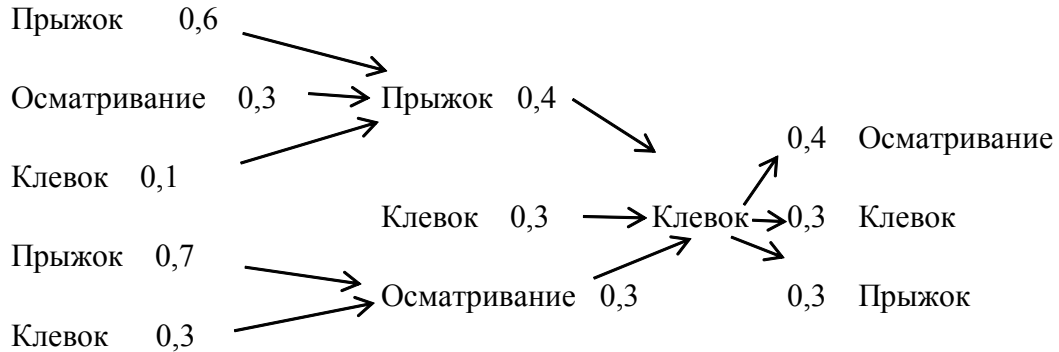 Прыжок 0,6
Осматривание 0,3
Клевок 0,1
Прыжок 0,7
Клевок 0,3
Прыжок 0,4
Клевок 0,3
Осматривание 0,3
Клевок
0,4 Осматривание
0,3 Клевок
0,3 Прыжок